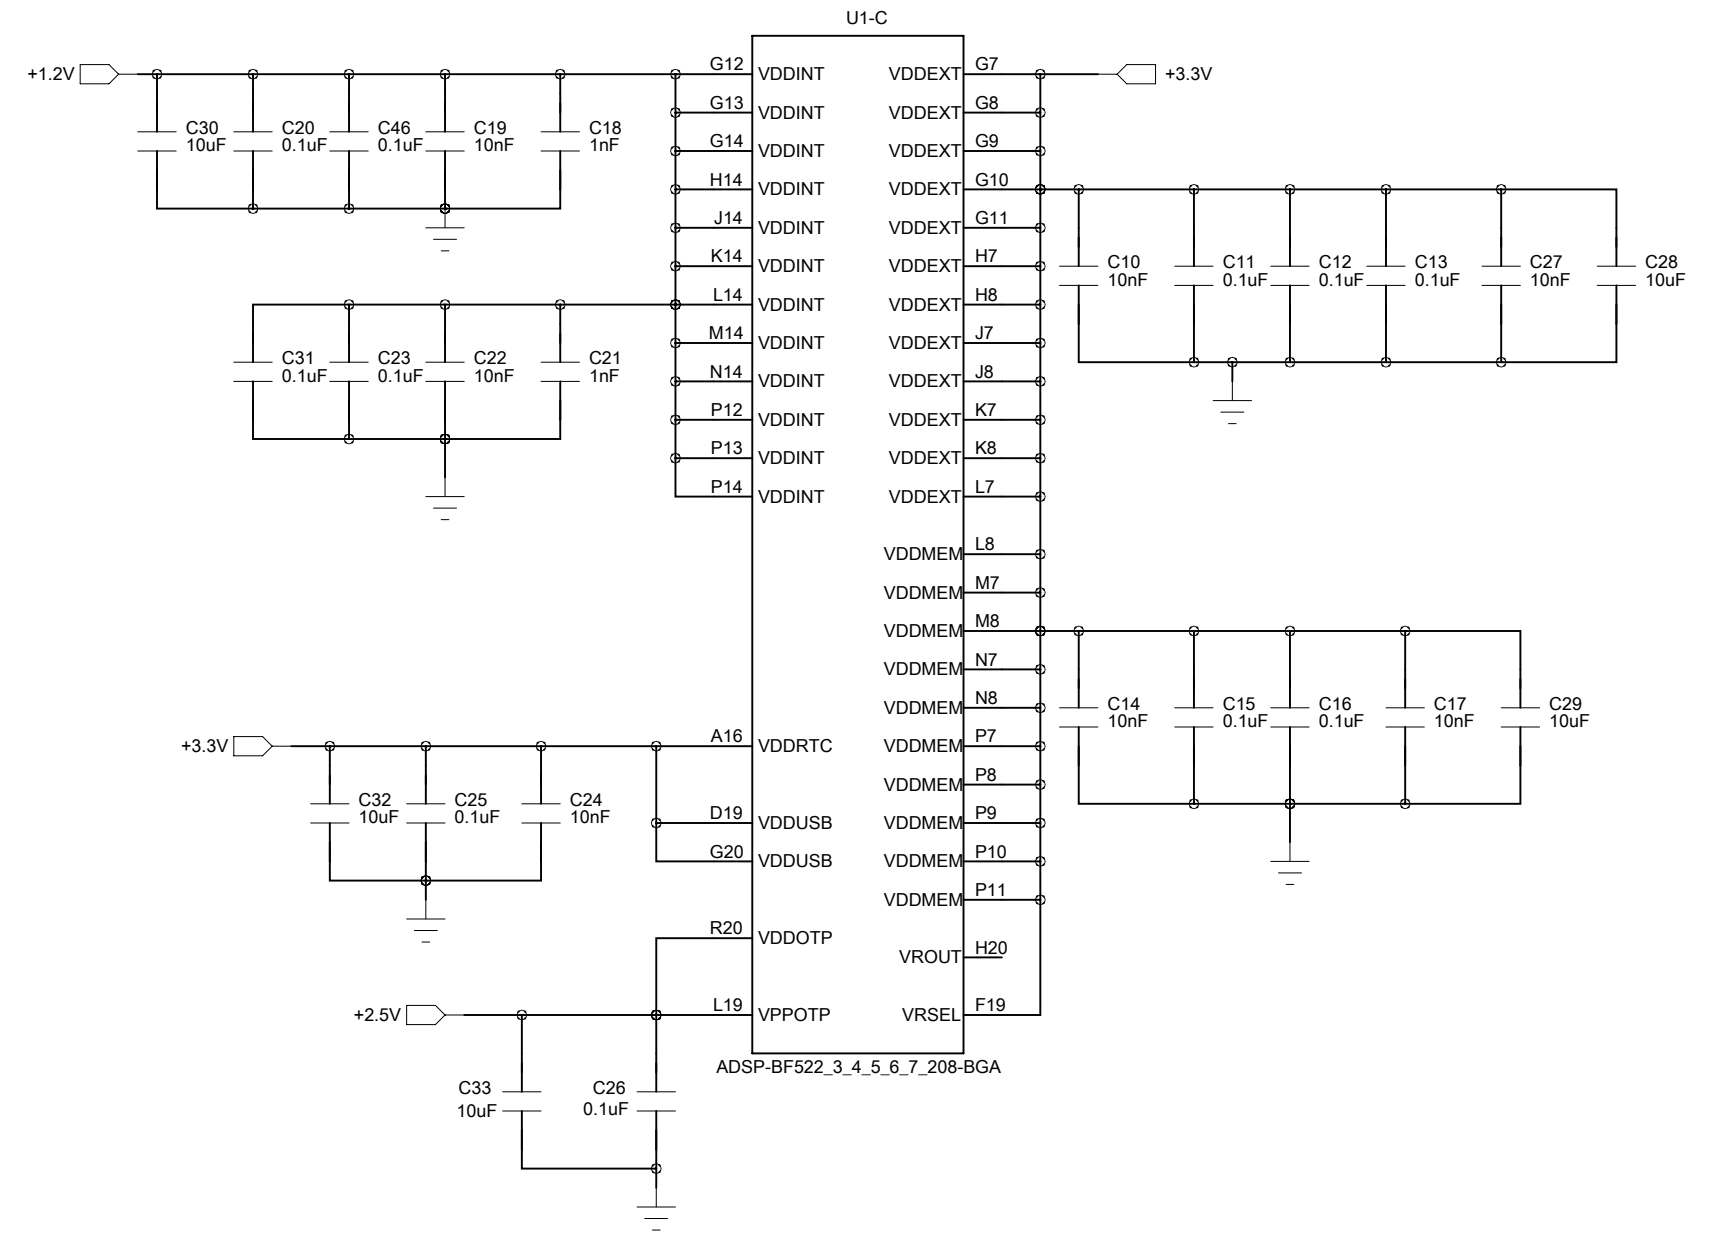 U1-C
+1.2V
G12 VDDINT VDDEXT G7
+3.3V
G13 VDDINT VDDEXT G8
C30 C20 C46 C19 C18
10uF 0.1uF 0.1uF 10nF 1nF
G14 VDDINT VDDEXT G9
H14 VDDINT VDDEXT G10
J14 VDDINT VDDEXT G11
K14 VDDINT VDDEXT H7
C10 C11 C12 C13 C27 C28
10nF 0.1uF 0.1uF 0.1uF 10nF 10uF
L14 VDDINT VDDEXT H8
M14 VDDINT VDDEXT J7
C31 C23 C22 C21
0.1uF 0.1uF 10nF 1nF
N14 VDDINT VDDEXT J8
P12 VDDINT VDDEXT K7
P13 VDDINT VDDEXT K8
P14 VDDINT VDDEXT L7
VDDMEM L8
VDDMEM M7
VDDMEM M8
VDDMEM N7
VDDMEM N8
C14 C15 C16 C17 C29
10nF 0.1uF 0.1uF 10nF 10uF
+3.3V
A16 VDDRTC VDDMEM P7
VDDMEM P8
C32 C25 C24
10uF 0.1uF 10nF
D19 VDDUSB VDDMEM P9
G20 VDDUSB VDDMEM P10
VDDMEM P11
R20 VDDOTP
VROUT H20
+2.5V
L19 VPPOTP VRSEL F19
ADSP-BF522_3_4_5_6_7_208-BGA
C33 C26
10uF 0.1uF